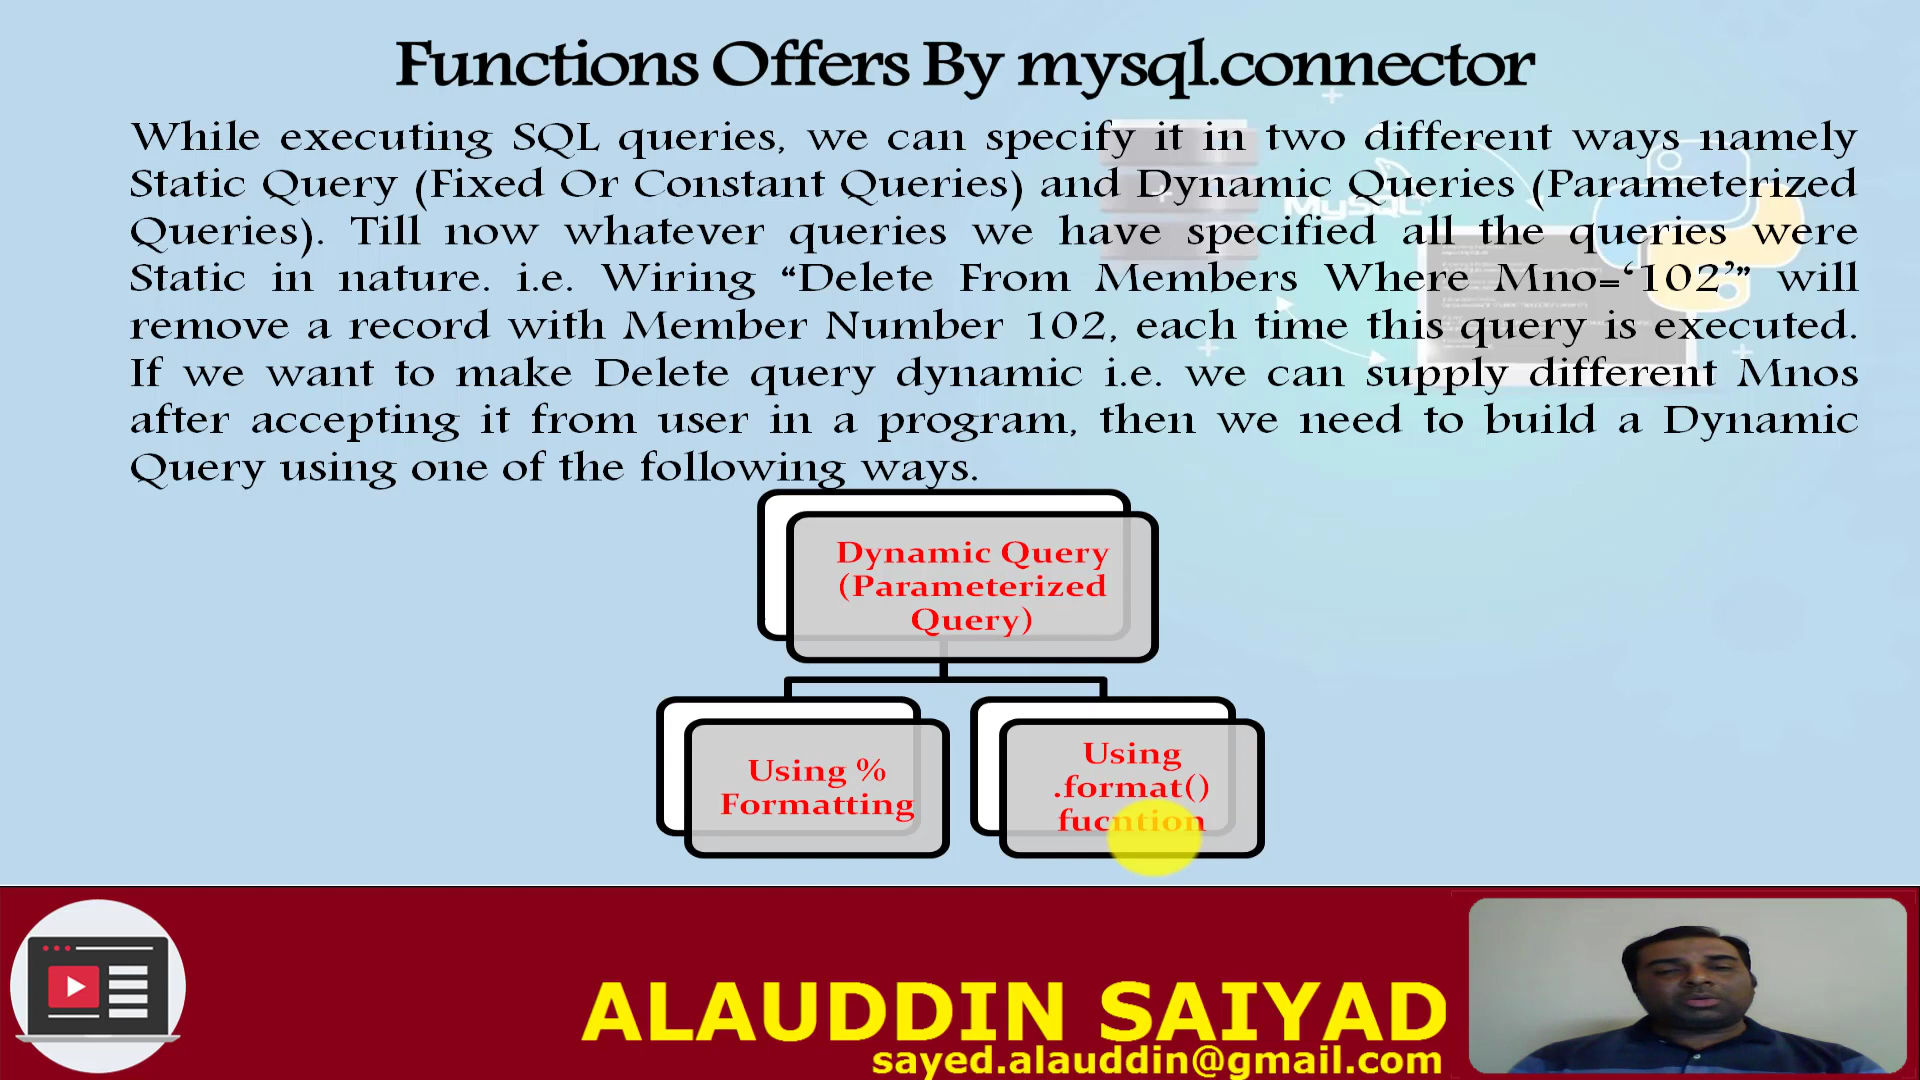 Functions Offers By mysql.connector
While executing SQL queries, we can specify it in two different ways namely
Static Query (Fixed Or Constant Queries) and Dynamic Queries (Parameterized
Queries). Till now whatever queries we have specified all the queries were
Static in nature. i.e. Wiring “Delete From Members Where Mno=‘102’” will
remove a record with Member Number 102, each time this query is executed.
If we want to make Delete query dynamic i.e. we can supply different Mnos
after accepting it from user in a program, then we need to build a Dynamic
Query using one of the following ways.
MySQL
Dynamic Query
(Parameterized
Query)
Using %
Formatting
Using
.format()
fucntion
ALAUDDIN SAIYAD
sayed.alauddin@gmail.com